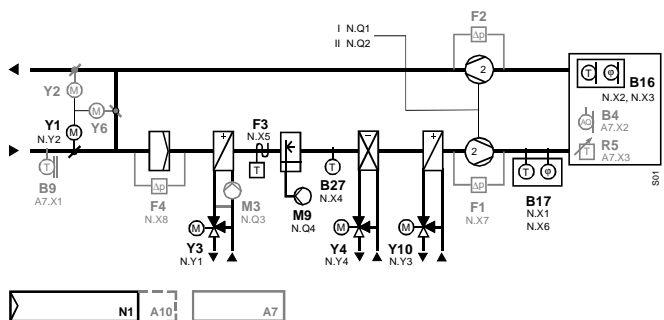 I N.Q1
II N.Q2
F2
Δp
2
T φ
B16
N.X2, N.X3
AQ
B4
A7.X2
T
R5
A7.X3
S01
Y2
M
M
Y6
Y1
N.Y2
M
T
B9
A7.X1
Δp
F4
N.X8
+
M3
N.Q3
M
Y3
N.Y1
F3
N.X5
T
M9
N.Q4
T
B27
N.X4
−
M
Y4
N.Y4
+
M
Y10
N.Y3
2
Δp
F1
N.X7
T φ
B17
N.X1
N.X6
N1
A10
A7